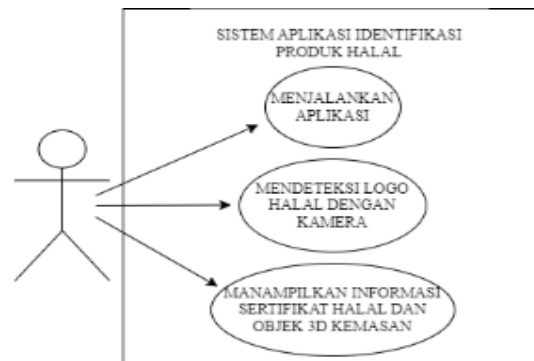 SISTEM APLIKASI IDENTIFIKASI
PRODUK HALAL
MENJALANKAN
APLIKASI
MENDETEKSI LOGO
HALAL DENGAN
KAMERA
MANAMPILKAN INFORMASI
SERTIFIKAT HALAL DAN
OBJEK 3D KEMASAN